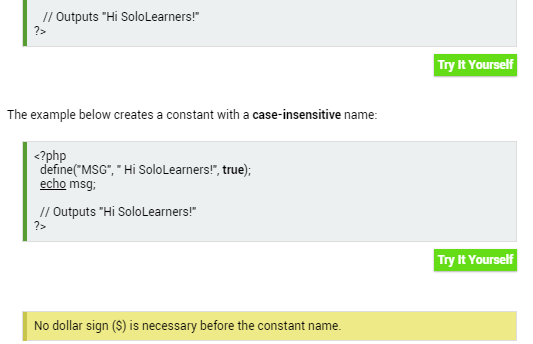 // Outputs "Hi SoloLearners!"
?>
Try It Yourself
The example below creates a constant with a case-insensitive name:
<?php
define("MSG", " Hi SoloLearners!", true);
echo msg;
// Outputs "Hi SoloLearners!"
?>
Try It Yourself
No dollar sign ($) is necessary before the constant name.